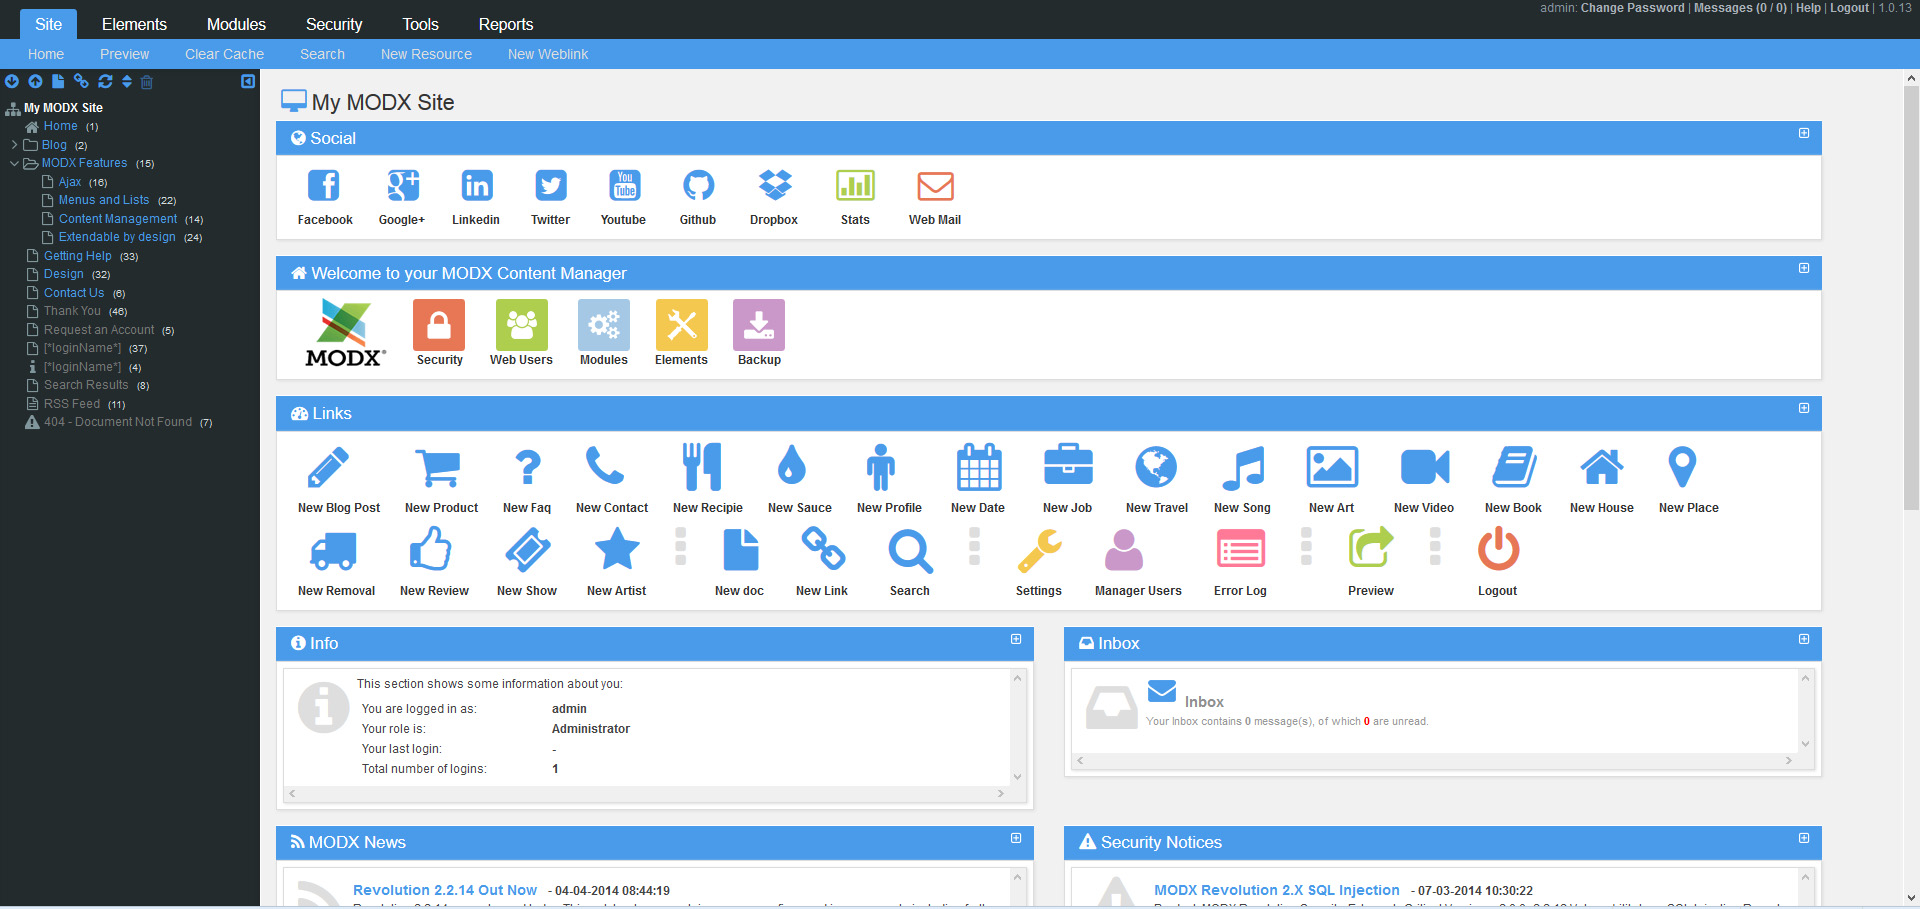 Site Elements Modules Security Tools Reports
admin: Change Password | Messages (0 / 0) | Help | Logout | 1.0.13
Home Preview Clear Cache Search New Resource New Weblink
My MODX Site
Home (1)
Blog (2)
MODX Features (15)
Ajax (16)
Menus and Lists (22)
Content Management (14)
Extendable by design (24)
Getting Help (33)
Design (32)
Contact Us (6)
Thank You (46)
Request an Account (5)
[*loginName*] (37)
[*loginName*] (4)
Search Results (8)
RSS Feed (11)
404 - Document Not Found (7)
My MODX Site
Social
You Tube
Facebook Google+ Linkedin Twitter Youtube Github Dropbox Stats Web Mail
Welcome to your MODX Content Manager
MODX®
Security Web Users Modules Elements Backup
Links
New Blog Post New Product New Faq New Contact New Recipie New Sauce New Profile New Date New Job New Travel New Song New Art New Video New Book New House New Place
New Removal New Review New Show New Artist New doc New Link Search Settings Manager Users Error Log Preview Logout
Info
This section shows some information about you:
You are logged in as: admin
Your role is: Administrator
Your last login: -
Total number of logins: 1
Inbox
Inbox
Your Inbox contains 0 message(s), of which 0 are unread.
MODX News
Revolution 2.2.14 Out Now - 04-04-2014 08:44:19
Security Notices
MODX Revolution 2.X SQL Injection - 07-03-2014 10:30:22